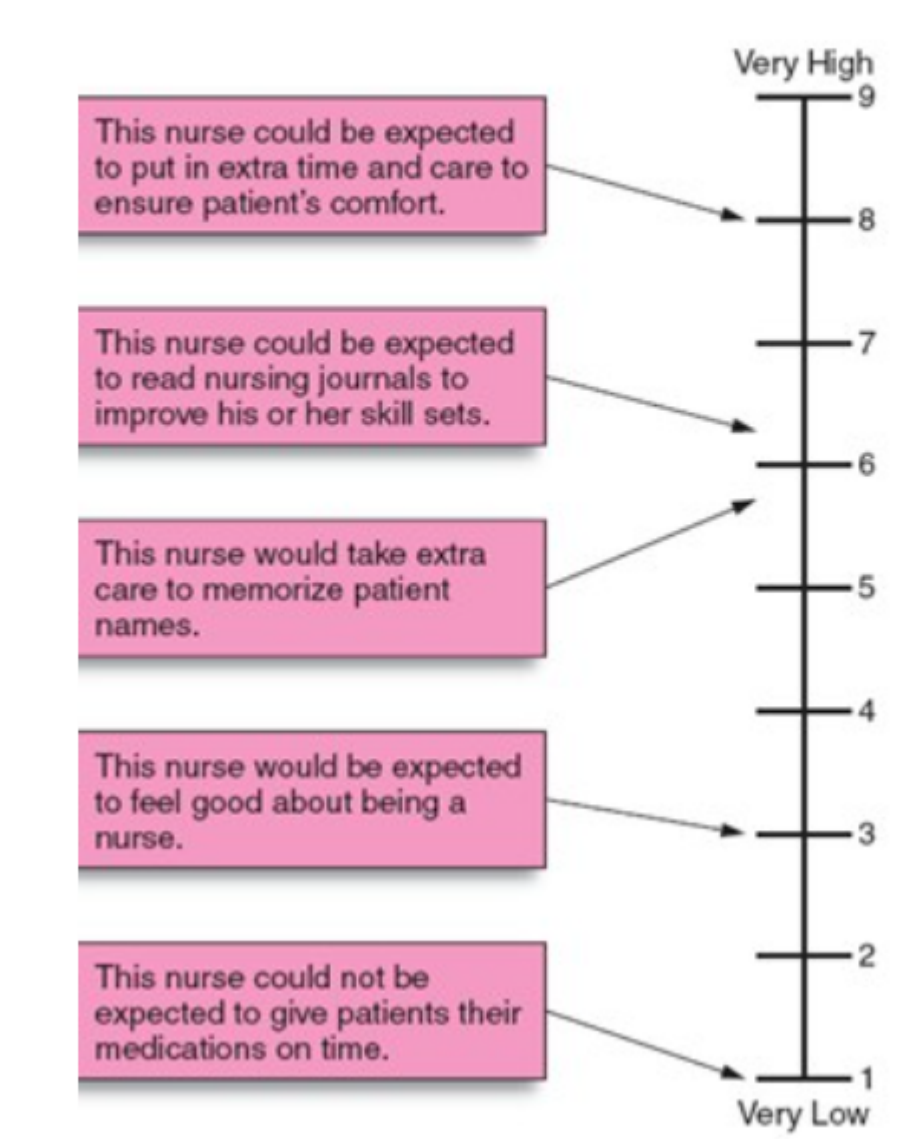 Very High
9
This nurse could be expected
to put in extra time and care to
ensure patient's comfort.
8
This nurse could be expected
to read nursing journals to
improve his or her skill sets.
7
6
This nurse would take extra
care to memorize patient
names.
5
4
This nurse would be expected
to feel good about being a
nurse.
3
2
This nurse could not be
expected to give patients their
medications on time.
1
Very Low